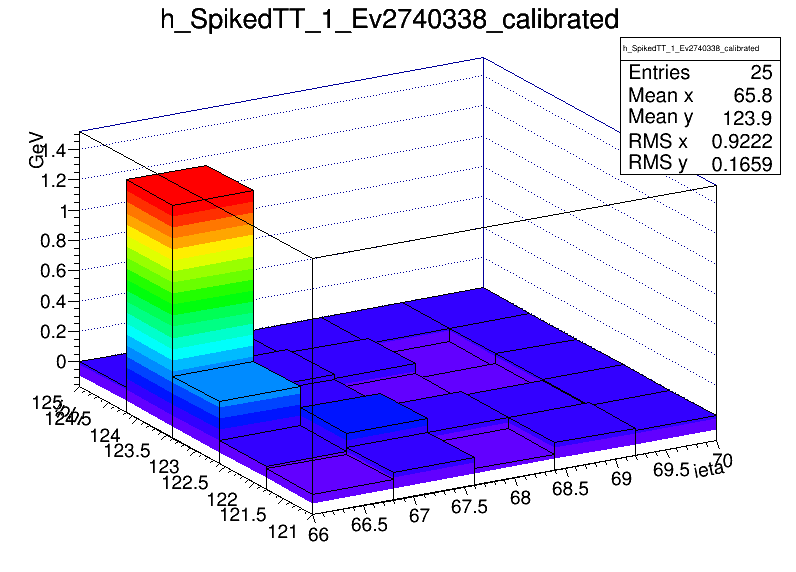 h_SpikedTT_1_Ev2740338_calibrated
h_SpikedTT_1_Ev2740338_calibrated
Entries 25
Mean x 65.8
Mean y 123.9
RMS x 0.9222
RMS y 0.1659
GeV
1.4
1.2
1
0.8
0.6
0.4
0.2
0
125
124.5
124
123.5
123
122.5
122
121.5
121
66
66.5
67
67.5
68
68.5
69
69.5
70
ieta